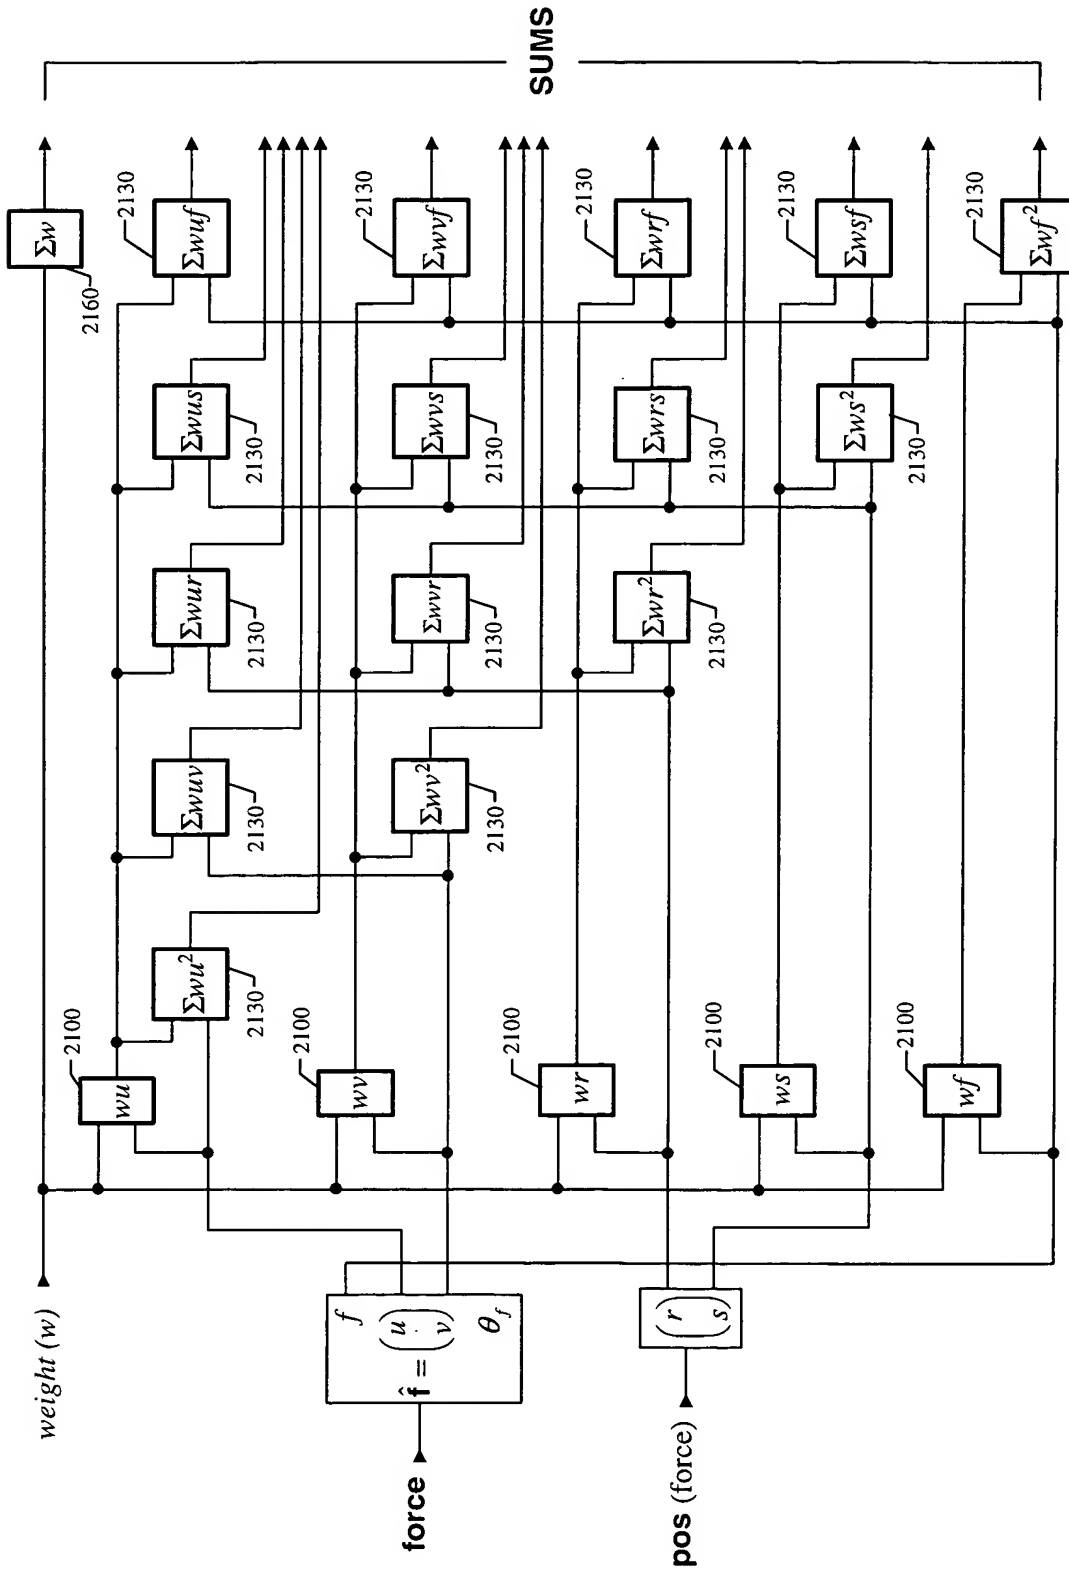 weight (w)
Σw
2160
SUMS
wu
2100
Σwu²
2130
Σwuv
2130
Σwur
2130
Σwus
2130
Σwuf
2130
wv
2100
Σwv²
2130
Σwvr
2130
Σwvs
2130
Σwvf
2130
wr
2100
Σwr²
2130
Σwrs
2130
Σwrf
2130
ws
2100
Σws²
2130
Σwsf
2130
wf
2100
Σwf²
2130
force
f
f̂ = (u
v)
θf
pos (force)
(r
s)